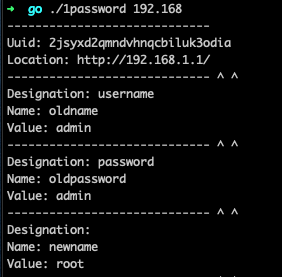 → go ./1password 192.168
----------------------------
Uuid: 2jsyxd2qmndvhnqcbiluk3odia
Location: http://192.168.1.1/
---------------------------- ^ ^
Designation: username
Name: oldname
Value: admin
---------------------------- ^ ^
Designation: password
Name: oldpassword
Value: admin
---------------------------- ^ ^
Designation:
Name: newname
Value: root